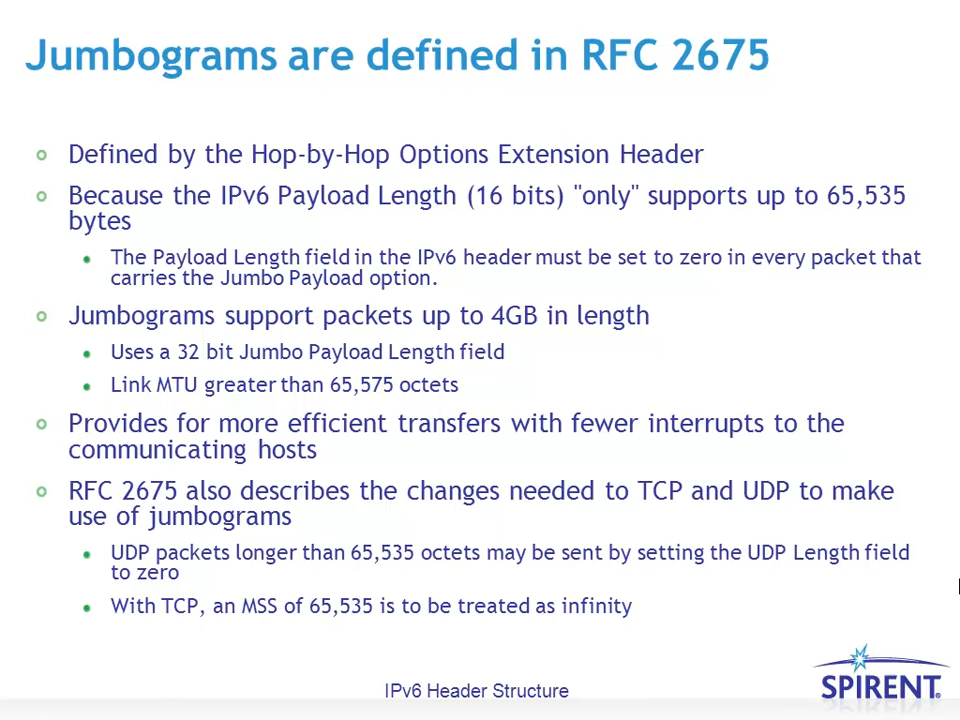 Jumbograms are defined in RFC 2675
Defined by the Hop-by-Hop Options Extension Header
Because the IPv6 Payload Length (16 bits) "only" supports up to 65,535
bytes
The Payload Length field in the IPv6 header must be set to zero in every packet that
carries the Jumbo Payload option.
Jumbograms support packets up to 4GB in length
Uses a 32 bit Jumbo Payload Length field
Link MTU greater than 65,575 octets
Provides for more efficient transfers with fewer interrupts to the
communicating hosts
RFC 2675 also describes the changes needed to TCP and UDP to make
use of jumbograms
UDP packets longer than 65,535 octets may be sent by setting the UDP Length field
to zero
With TCP, an MSS of 65,535 is to be treated as infinity
IPv6 Header Structure
SPIRENT®